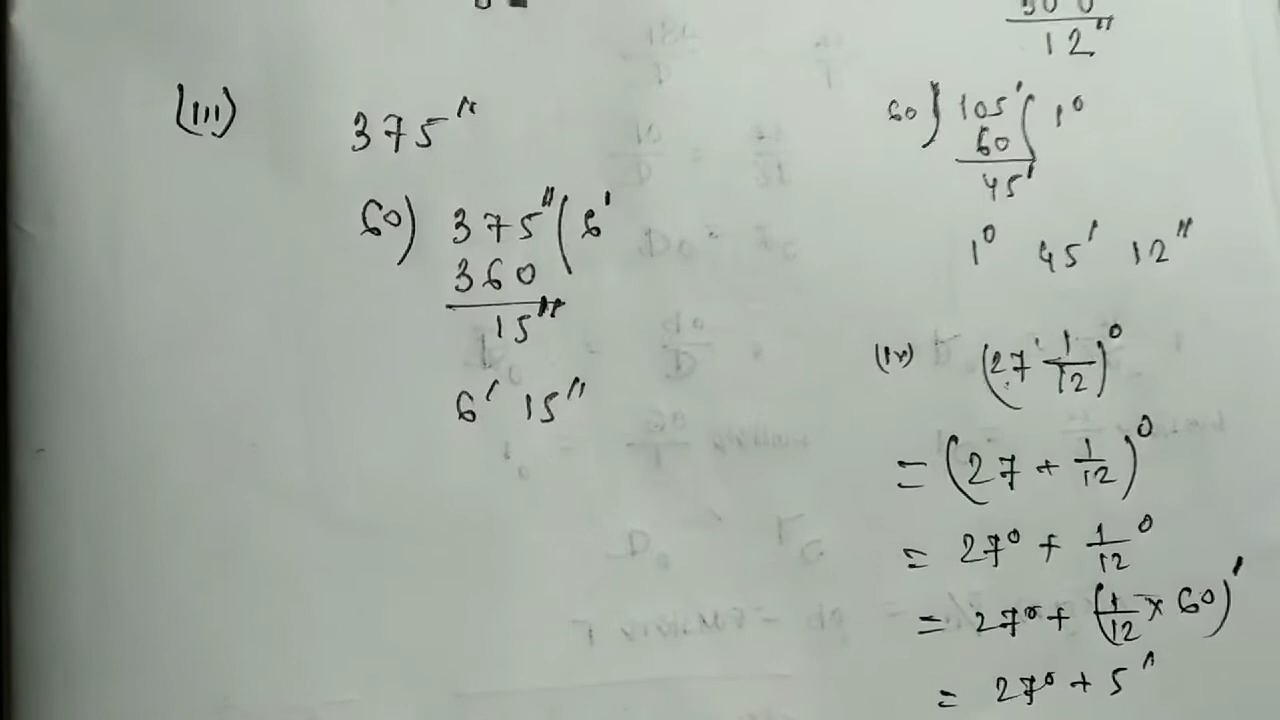 (iii) 375"
60) 375" ( 6'
360
15"
6' 15"
12"
60) 105' ( 1°
60
45'
1° 45' 12"
(iv) (27 1/12)°
= (27 + 1/12)°
= 27° + 1/12°
= 27° + (1/12 × 60)'
= 27° + 5"